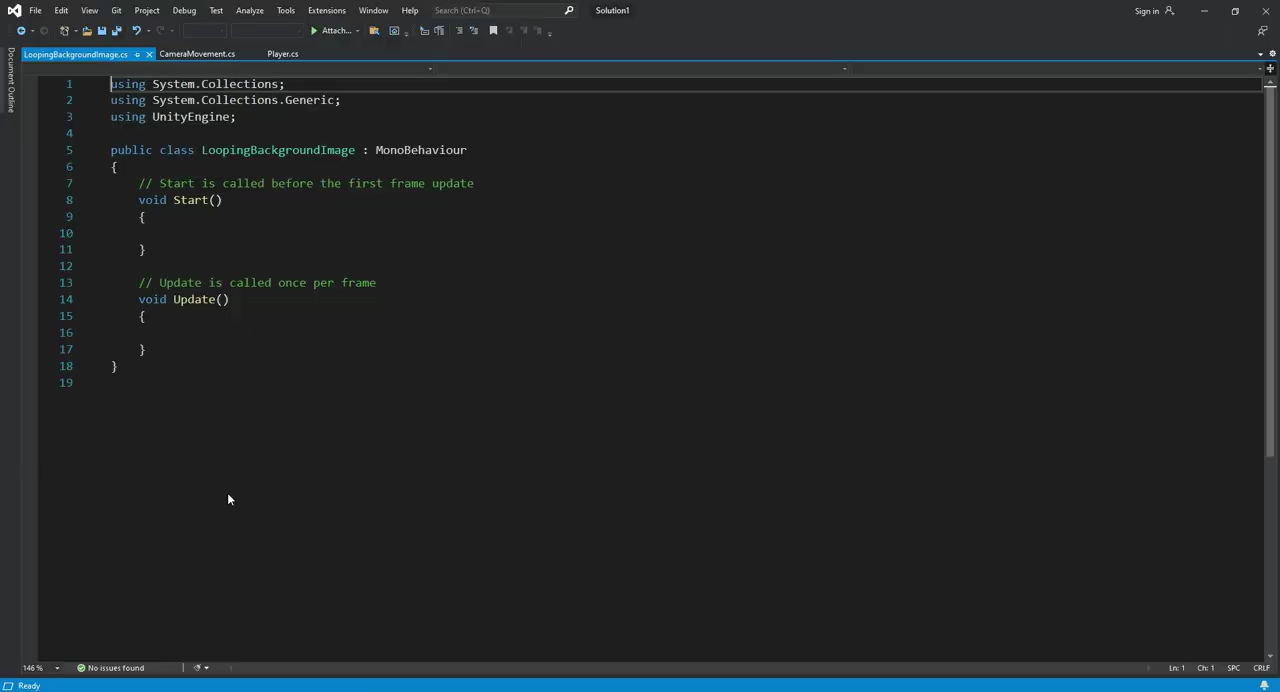 File Edit View Git Project Debug Test Analyze Tools Extensions Window Help Search (Ctrl+Q) Solution1 Sign in
Attach...
LoopingBackgroundImage.cs CameraMovement.cs Player.cs
Document Outline
1 using System.Collections;
2 using System.Collections.Generic;
3 using UnityEngine;
4
5 public class LoopingBackgroundImage : MonoBehaviour
6 {
7 // Start is called before the first frame update
8 void Start()
9 {
10
11 }
12
13 // Update is called once per frame
14 void Update()
15 {
16
17 }
18 }
19
146 % No issues found Ln: 1 Ch: 1 SPC CRLF
Ready